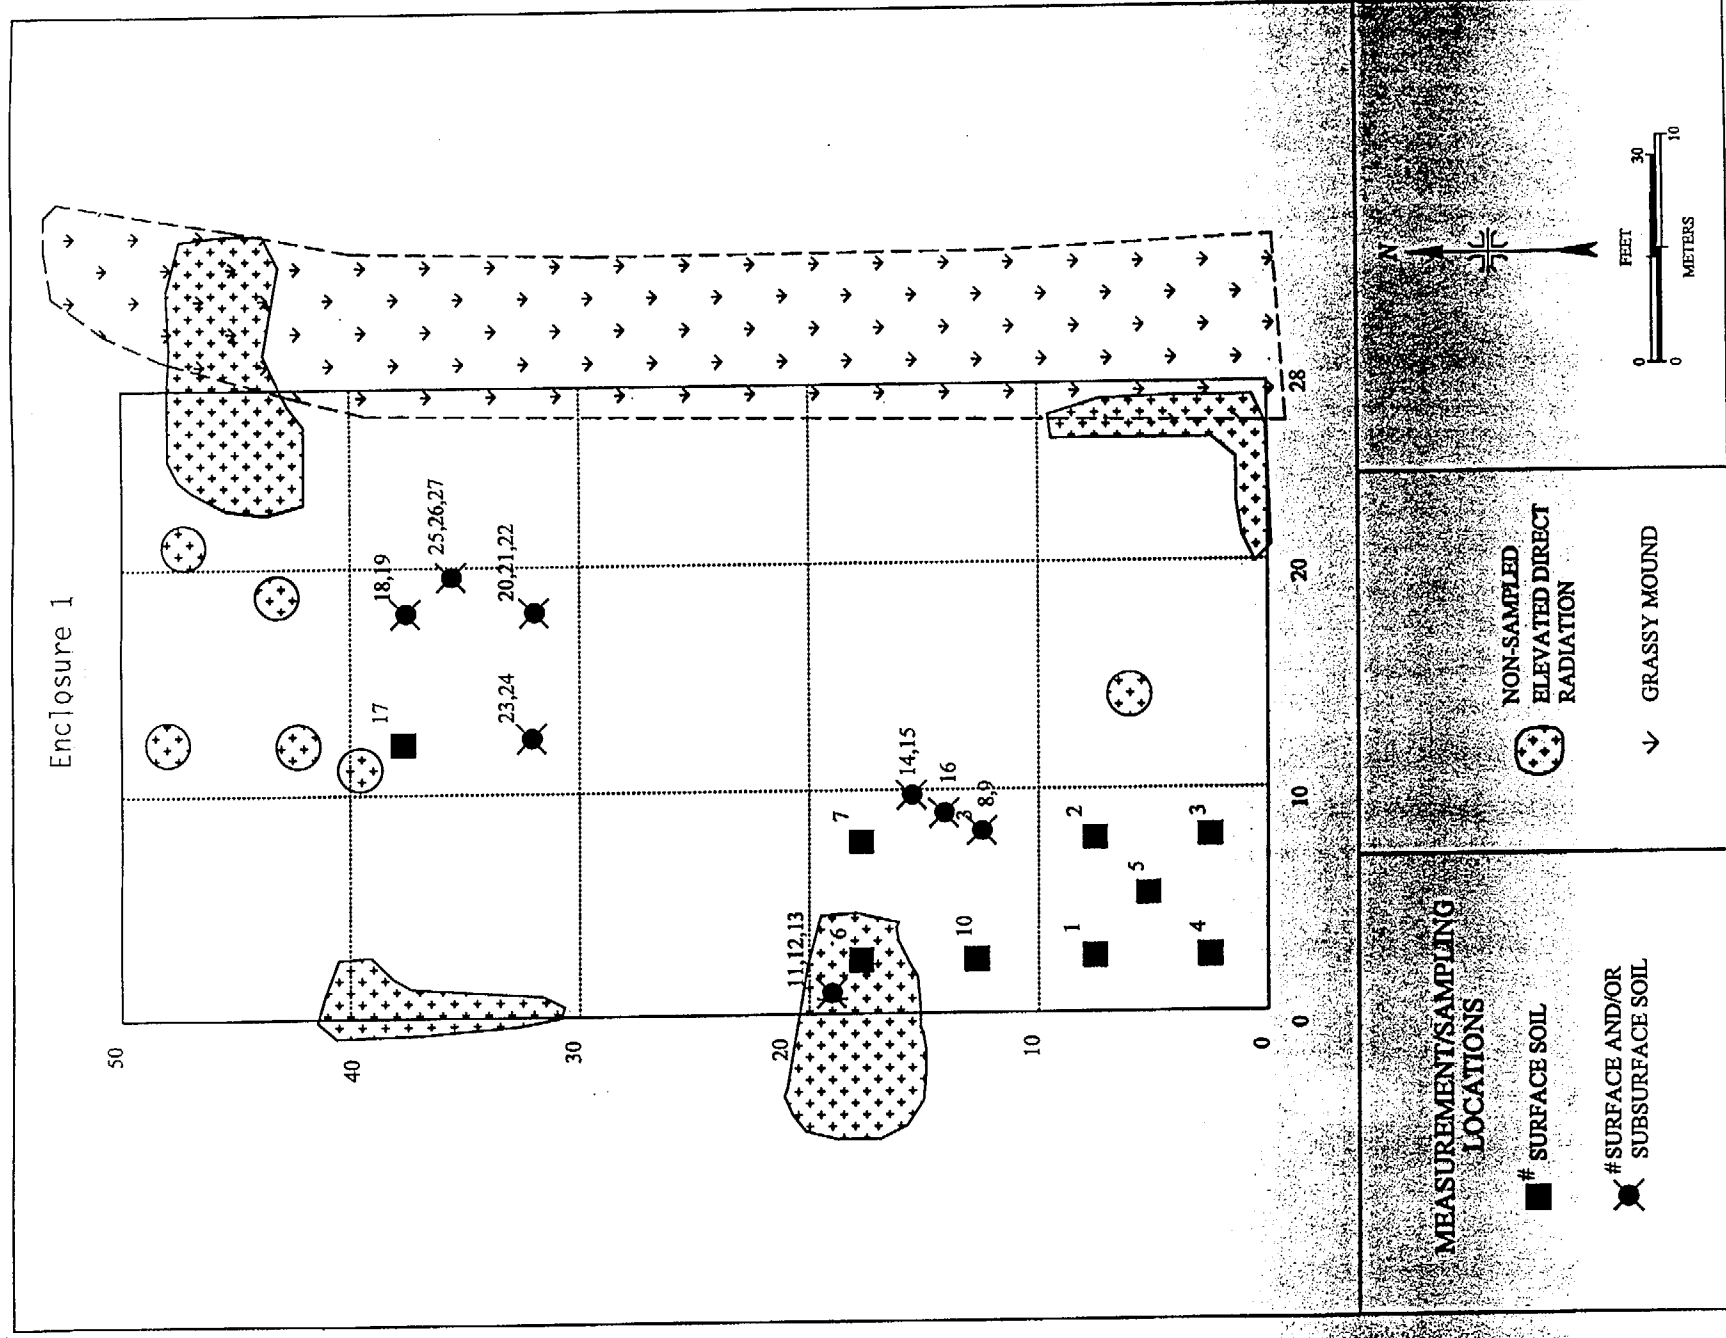 Enclosure 1
50
40
30
20
10
0
0
10
20
28
17
18,19
25,26,27
20,21,22
23,24
7
14,15
16
3
8,9
11,12,13
6
10
1
2
5
4
3
MEASUREMENT/SAMPLING
LOCATIONS
# SURFACE SOIL
# SURFACE AND/OR
SUBSURFACE SOIL
NON-SAMPLED
ELEVATED DIRECT
RADIATION
GRASSY MOUND
N
FEET
0 30
0 10
METERS